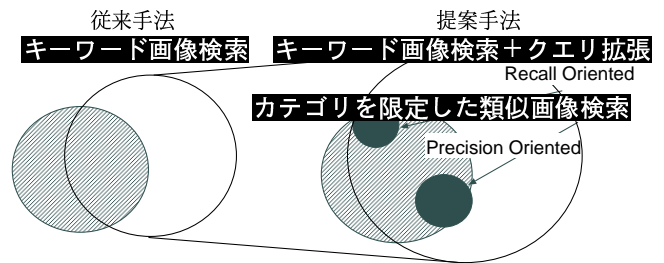 従来手法
キーワード画像検索
提案手法
キーワード画像検索＋クエリ拡張
Recall Oriented
カテゴリを限定した類似画像検索
Precision Oriented